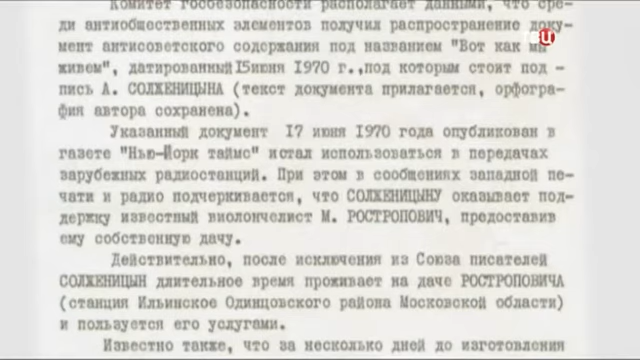 Комитет госбезопасности располагает данными, что сре-
ди антиобщественных элементов получил распространение доку-
мент антисоветского содержания под названием "Вот как мы
живем", датированный 15июня 1970 г.,под которым стоит под -
пись А. СОЛЖЕНИЦЫНА (текст документа прилагается, орфогра-
фия автора сохранена).
Указанный документ 17 июня 1970 года опубликован в
газете "Нью-Йорк таймс" истал использоваться в передачах
зарубежных радиостанций. При этом в сообщениях западной пе-
чати и радио подчеркивается, что СОЛЖЕНИЦЫНУ оказывает под-
держку известный виолончелист М. РОСТРОПОВИЧ, предоставив
ему собственную дачу.
Действительно, после исключения из Союза писателей
СОЛЖЕНИЦЫН длительное время проживает на даче РОСТРОПОВИЧА
(станция Ильинское Одинцовского района Московской области)
и пользуется его услугами.
Известно также, что за несколько дней до изготовления
ТВЦ